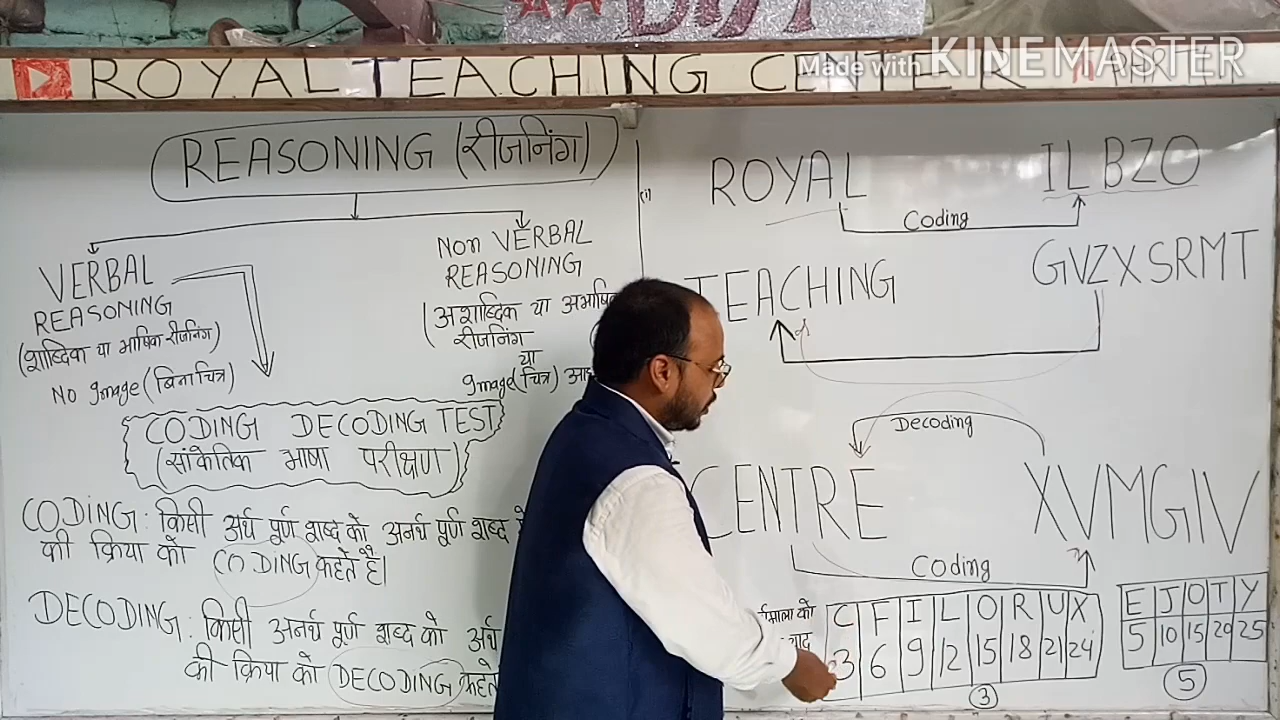 ROYAL TEACHING CENTER
Made with KINEMASTER
REASONING (रीजनिंग)
VERBAL
REASONING
(शाब्दिक या भाषिक रीजनिंग)
No Image (बिना चित्र)
Non VERBAL
REASONING
(अशाब्दिक या अभाषिक
रीजनिंग
या
Image (चित्र)
CODING DECODING TEST
(सांकेतिक भाषा परीक्षण)
CODING: किसी अर्थ पूर्ण शब्द को अनर्थ पूर्ण शब्द
की क्रिया को CODING कहते है।
DECODING: किसी अनर्थ पूर्ण शब्द को अर्थ
की क्रिया को DECODING कहते
(i) ROYAL ILBZO
Coding
TEACHING GVZXSRMT
Decoding
CENTRE XVMGIV
Coding
C F I L O R U X
3 6 9 12 15 18 21 24
3
E J O T Y
5 10 15 20 25
5